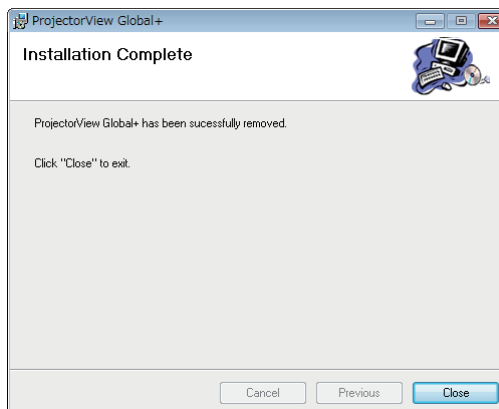 ProjectorView Global+
Installation Complete
ProjectorView Global+ has been sucessfully removed.
Click "Close" to exit.
Cancel
Previous
Close